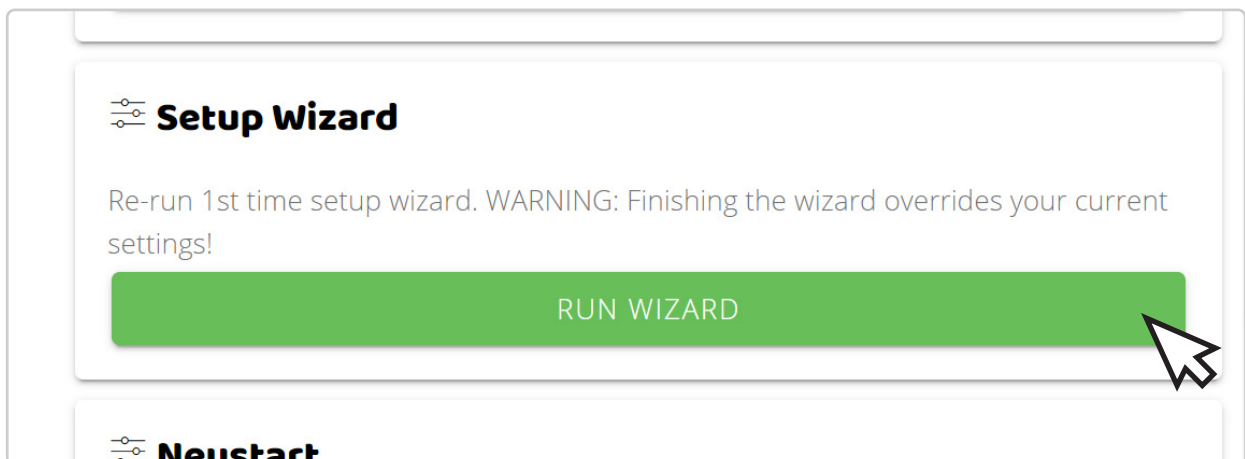 Setup Wizard
Re-run 1st time setup wizard. WARNING: Finishing the wizard overrides your current
settings!
RUN WIZARD
Neustart